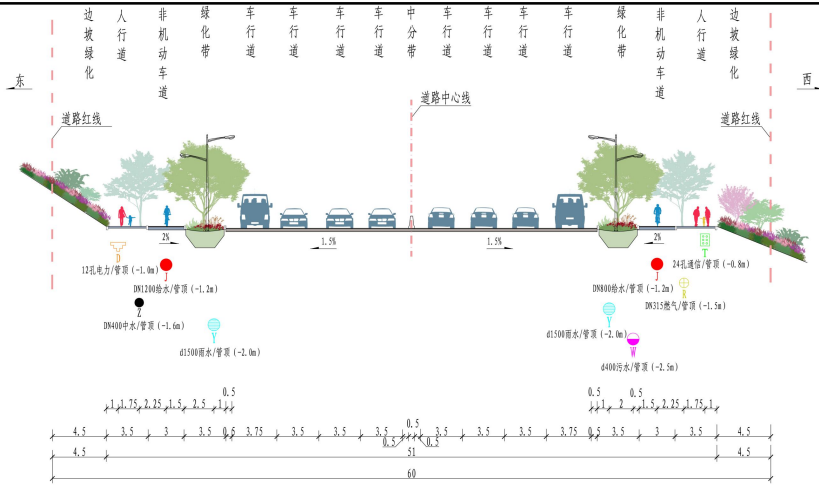 边坡绿化
人行道
非机动车道
绿化带
车行道
车行道
车行道
车行道
中分带
车行道
车行道
车行道
车行道
绿化带
非机动车道
人行道
边坡绿化
东
西
道路中心线
道路红线
道路红线
2%
1.5%
1.5%
2%
D
12孔电力/管顶(-1.0m)
J
DN1200给水/管顶(-1.2m)
Z
DN400中水/管顶(-1.6m)
Y
d1500雨水/管顶(-2.0m)
T
24孔通信/管顶(-0.8m)
J
DN800给水/管顶(-1.2m)
R
DN315燃气/管顶(-1.5m)
Y
d1500雨水/管顶(-2.0m)
W
d400污水/管顶(-2.5m)
0.5 0.5 0.5
1 1.75 2.25 1.5 2.5 1 1 2 1.5 2.25 1.75 1
0.5
4.5 3.5 3 3.5 0.5 3.75 3.5 3.5 3.5 3.5 3.5 3.5 3.75 0.5 3.5 3 3.5 4.5
0.5 0.5
4.5 51 4.5
60